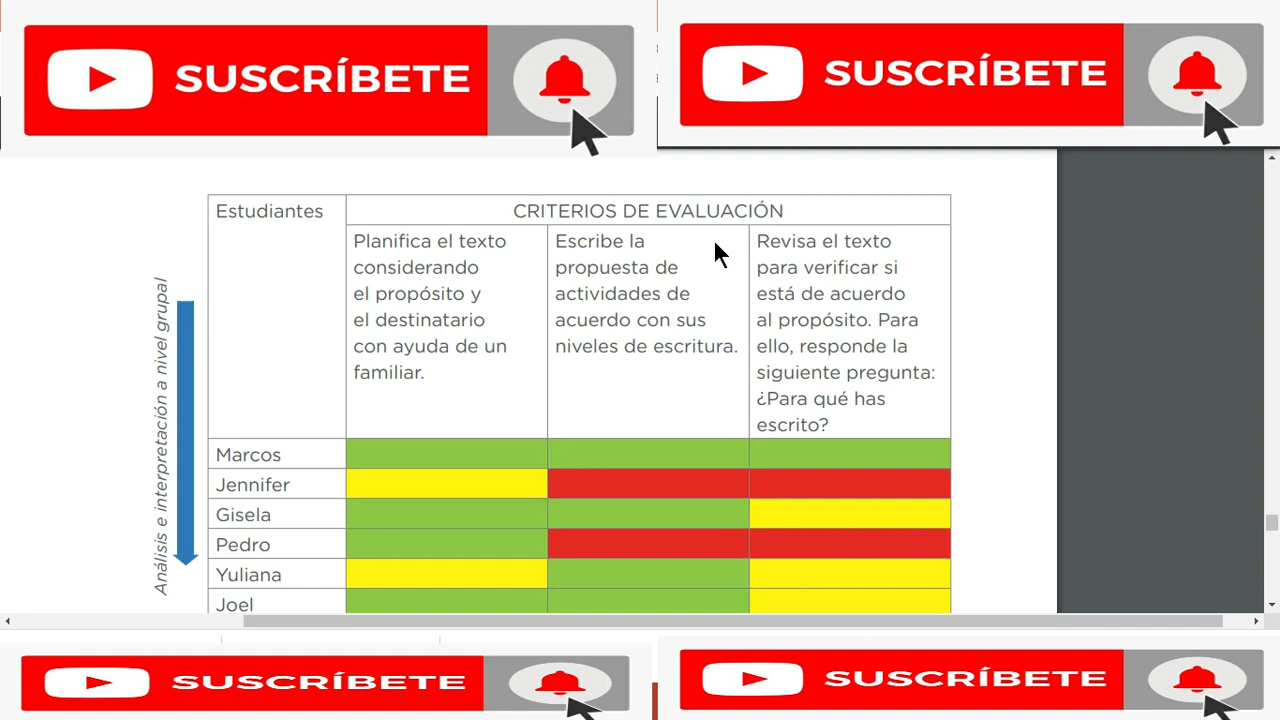 SUSCRÍBETE
SUSCRÍBETE
Estudiantes
CRITERIOS DE EVALUACIÓN
Planifica el texto
considerando
el propósito y
el destinatario
con ayuda de un
familiar.
Escribe la
propuesta de
actividades de
acuerdo con sus
niveles de escritura.
Revisa el texto
para verificar si
está de acuerdo
al propósito. Para
ello, responde la
siguiente pregunta:
¿Para qué has
escrito?
Análisis e interpretación a nivel grupal
Marcos
Jennifer
Gisela
Pedro
Yuliana
Joel
SUSCRÍBETE
SUSCRÍBETE